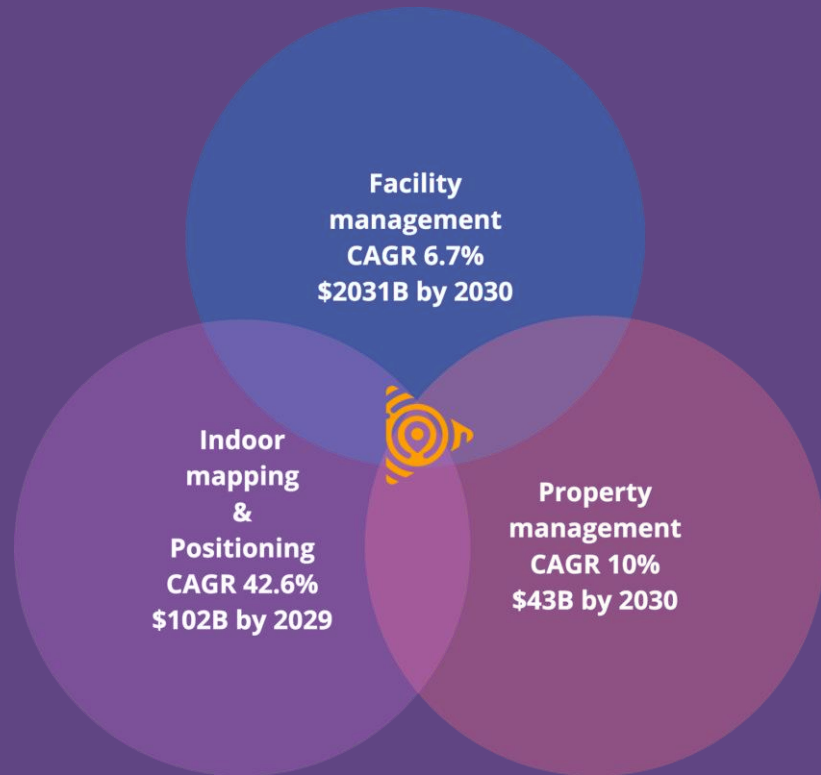 Facility
management
CAGR 6.7%
$2031B by 2030
Indoor
mapping
&
Positioning
CAGR 42.6%
$102B by 2029
Property
management
CAGR 10%
$43B by 2030